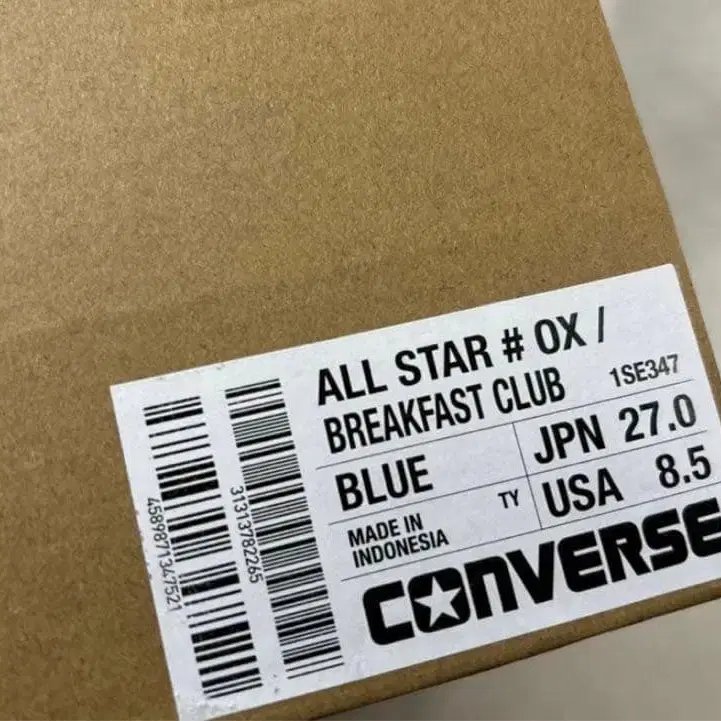 ALL STAR # OX /
BREAKFAST CLUB 1SE347
BLUE JPN 27.0
TY USA 8.5
MADE IN
INDONESIA
CONVERSE
4589871347521
31313782265